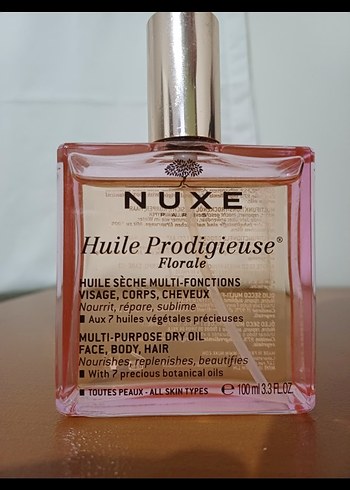 NUXE
PARIS
Huile Prodigieuse®
Florale
HUILE SÈCHE MULTI-FONCTIONS
VISAGE, CORPS, CHEVEUX
Nourrit, répare, sublime
■ Aux 7 huiles végétales précieuses
MULTI-PURPOSE DRY OIL
FACE, BODY, HAIR
Nourishes, replenishes, beautifies
■ With 7 precious botanical oils
■ TOUTES PEAUX - ALL SKIN TYPES ℮ 100 ml 3.3 FL.OZ